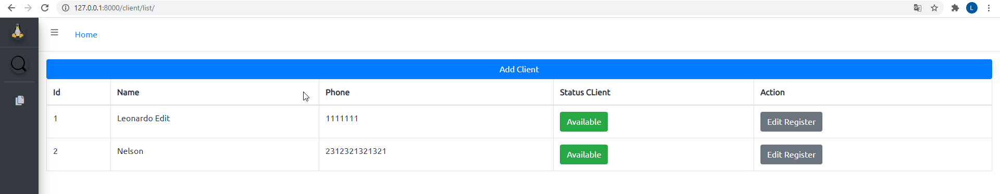 127.0.0.1:8000/client/list/
L
Home
Add Client
Id Name Phone Status CLient Action
1 Leonardo Edit 1111111 Available Edit Register
2 Nelson 2312321321321 Available Edit Register